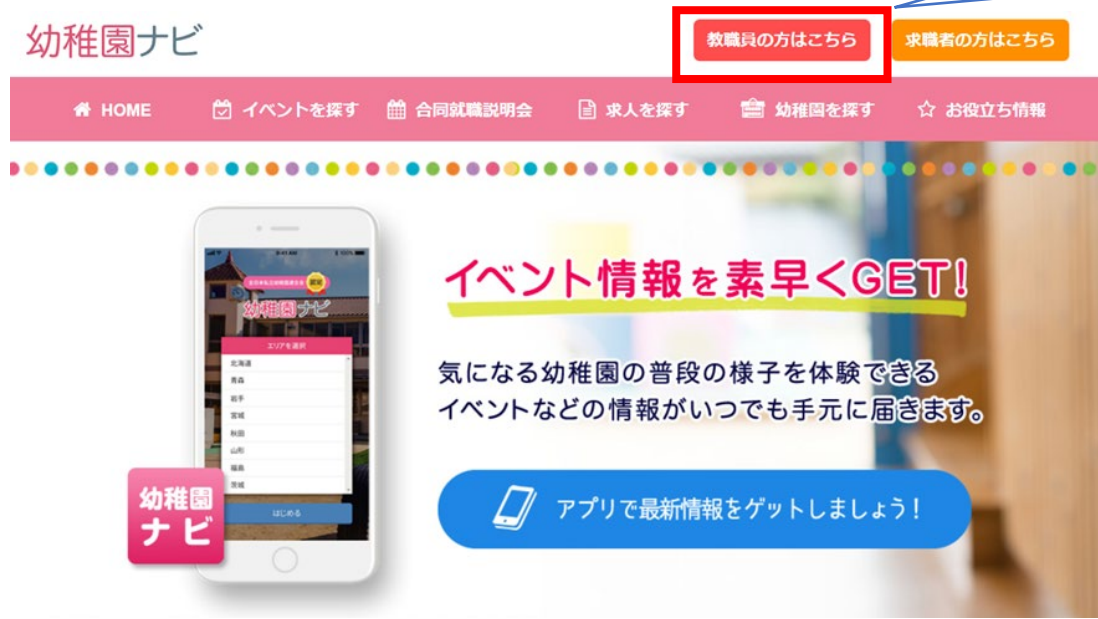 幼稚園ナビ
教職員の方はこちら
求職者の方はこちら
HOME
イベントを探す
合同就職説明会
求人を探す
幼稚園を探す
お役立ち情報
イベント情報を素早くGET!
気になる幼稚園の普段の様子を体験できる
イベントなどの情報がいつでも手元に届きます。
アプリで最新情報をゲットしましょう!
9:41 AM
100%
幼稚園ナビ
エリアを選択
北海道
青森
岩手
宮城
秋田
山形
福島
茨城
はじめる
幼稚園
ナビ